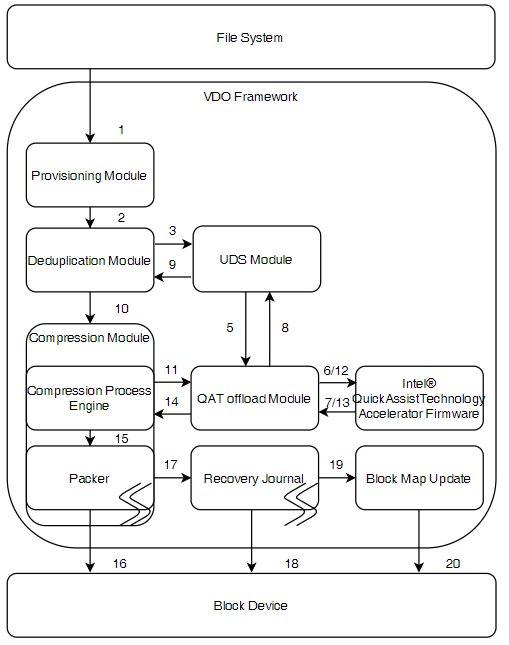 File System
VDO Framework
1
Provisioning Module
2
Deduplication Module
3
9
UDS Module
10
5
8
Compression Module
Compression Process
Engine
11
14
QAT offload Module
6/12
7/13
Intel®
QuickAssistTechnology
Accelerator Firmware
15
Packer
17
Recovery Journal
19
Block Map Update
16
18
20
Block Device